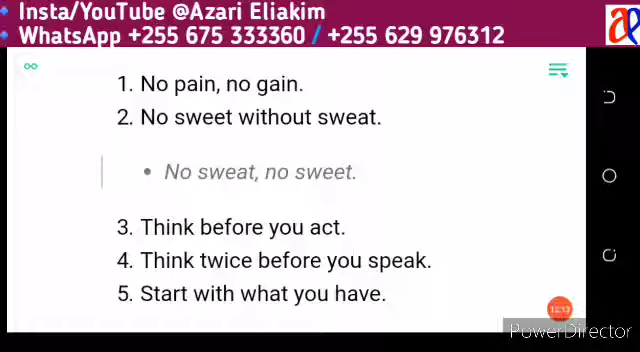 Insta/YouTube @Azari Eliakim
WhatsApp +255 675 333360 / +255 629 976312
1. No pain, no gain.
2. No sweet without sweat.
• No sweat, no sweet.
3. Think before you act.
4. Think twice before you speak.
5. Start with what you have.
12:13
PowerDirector